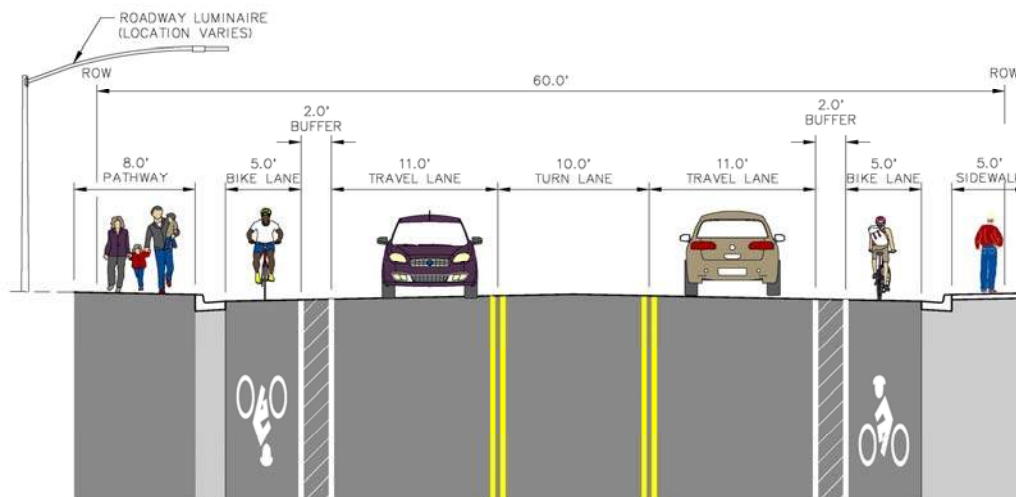 ROADWAY LUMINAIRE
(LOCATION VARIES)
ROW
ROW
60.0'
2.0'
BUFFER
2.0'
BUFFER
8.0'
PATHWAY
5.0'
BIKE LANE
11.0'
TRAVEL LANE
10.0'
TURN LANE
11.0'
TRAVEL LANE
5.0'
BIKE LANE
5.0'
SIDEWALK